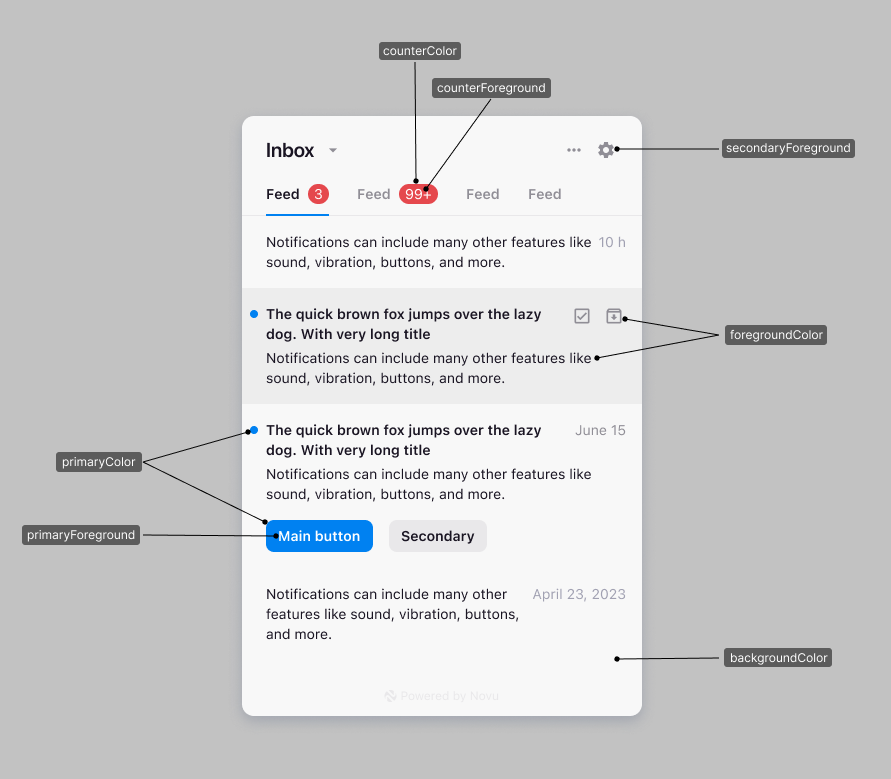 counterColor
counterForeground
Inbox
secondaryForeground
Feed 3 Feed 99+ Feed Feed
Notifications can include many other features like 10 h
sound, vibration, buttons, and more.
The quick brown fox jumps over the lazy
dog. With very long title
foregroundColor
Notifications can include many other features like
sound, vibration, buttons, and more.
The quick brown fox jumps over the lazy June 15
dog. With very long title
primaryColor
Notifications can include many other features like
sound, vibration, buttons, and more.
primaryForeground
Main button Secondary
Notifications can include many other April 23, 2023
features like sound, vibration, buttons,
and more.
backgroundColor
Powered by Novu